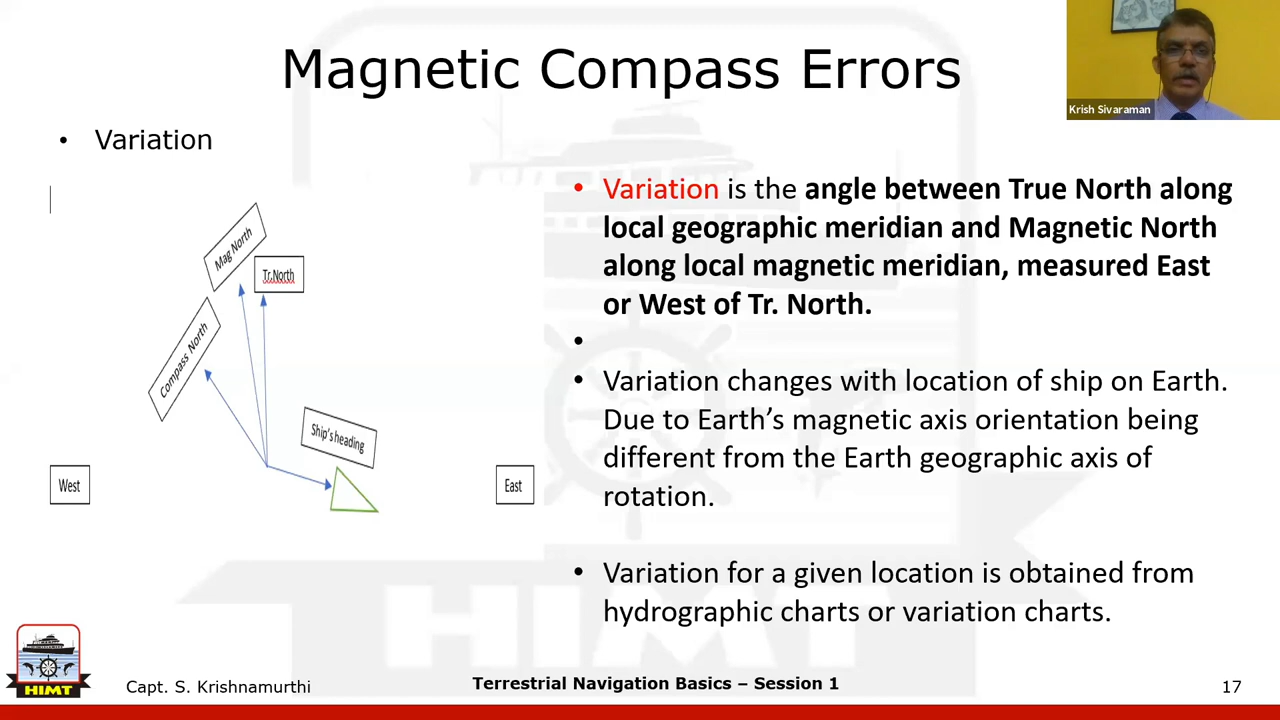 Magnetic Compass Errors
Krish Sivaraman
• Variation
• Variation is the angle between True North along
local geographic meridian and Magnetic North
along local magnetic meridian, measured East
or West of Tr. North.
•
• Variation changes with location of ship on Earth.
Due to Earth’s magnetic axis orientation being
different from the Earth geographic axis of
rotation.
• Variation for a given location is obtained from
hydrographic charts or variation charts.
Mag North
Tr.North
Compass North
Ship's heading
West
East
HIMT
HIMT
Capt. S. Krishnamurthi
Terrestrial Navigation Basics – Session 1
17